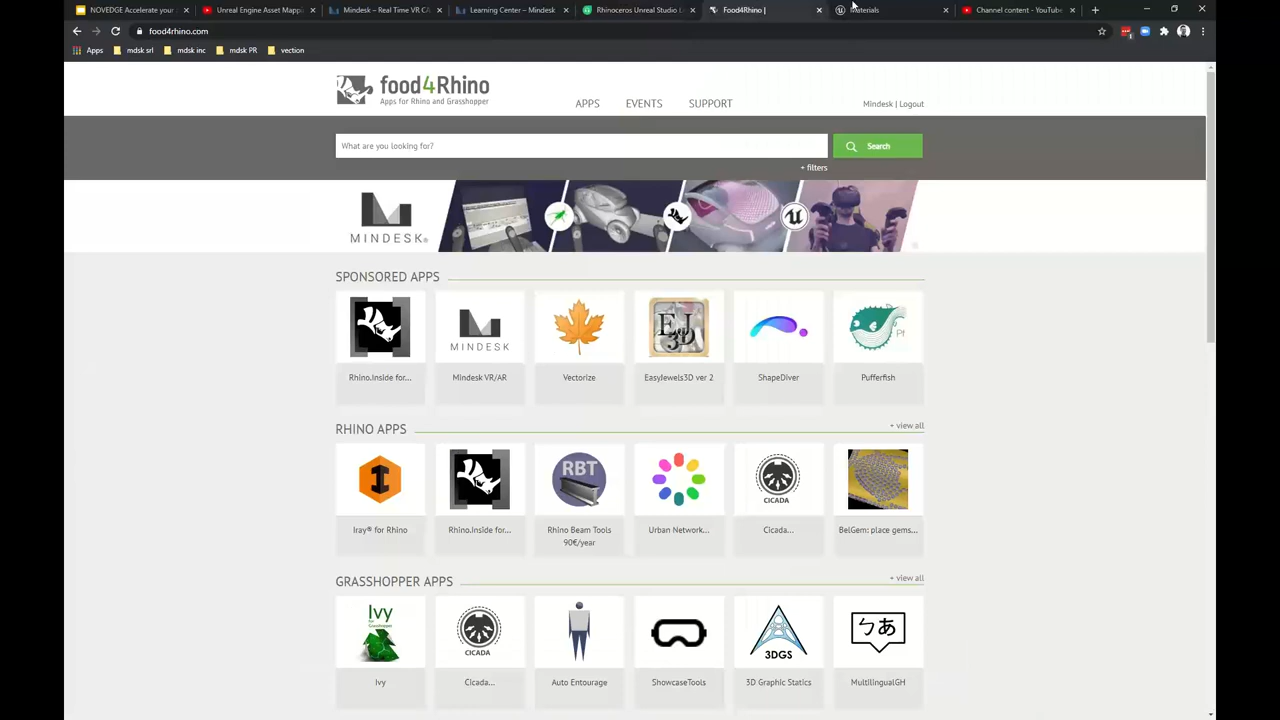 NOVEDGE Accelerate your
Unreal Engine Asset Mappi
Mindesk – Real Time VR CA
Learning Center – Mindesk
Rhinoceros Unreal Studio L
Food4Rhino |
Materials
Channel content - YouTube
food4rhino.com
Apps
mdsk srl
mdsk inc
mdsk PR
vection
food4Rhino
Apps for Rhino and Grasshopper
APPS
EVENTS
SUPPORT
Mindesk | Logout
What are you looking for?
Search
+ filters
MINDESK®
SPONSORED APPS
MINDESK
EJ
3D
Rhino.Inside for...
Mindesk VR/AR
Vectorize
EasyJewels3D ver 2
ShapeDiver
Pufferfish
RHINO APPS
+ view all
RBT
CICADA
Iray® for Rhino
Rhino.Inside for...
Rhino Beam Tools
90€/year
Urban Network...
Cicada...
BelGem: place gems...
GRASSHOPPER APPS
+ view all
Ivy
CICADA
3DGS
ㄅあ
Ivy
Cicada...
Auto Entourage
ShowcaseTools
3D Graphic Statics
MultilingualGH